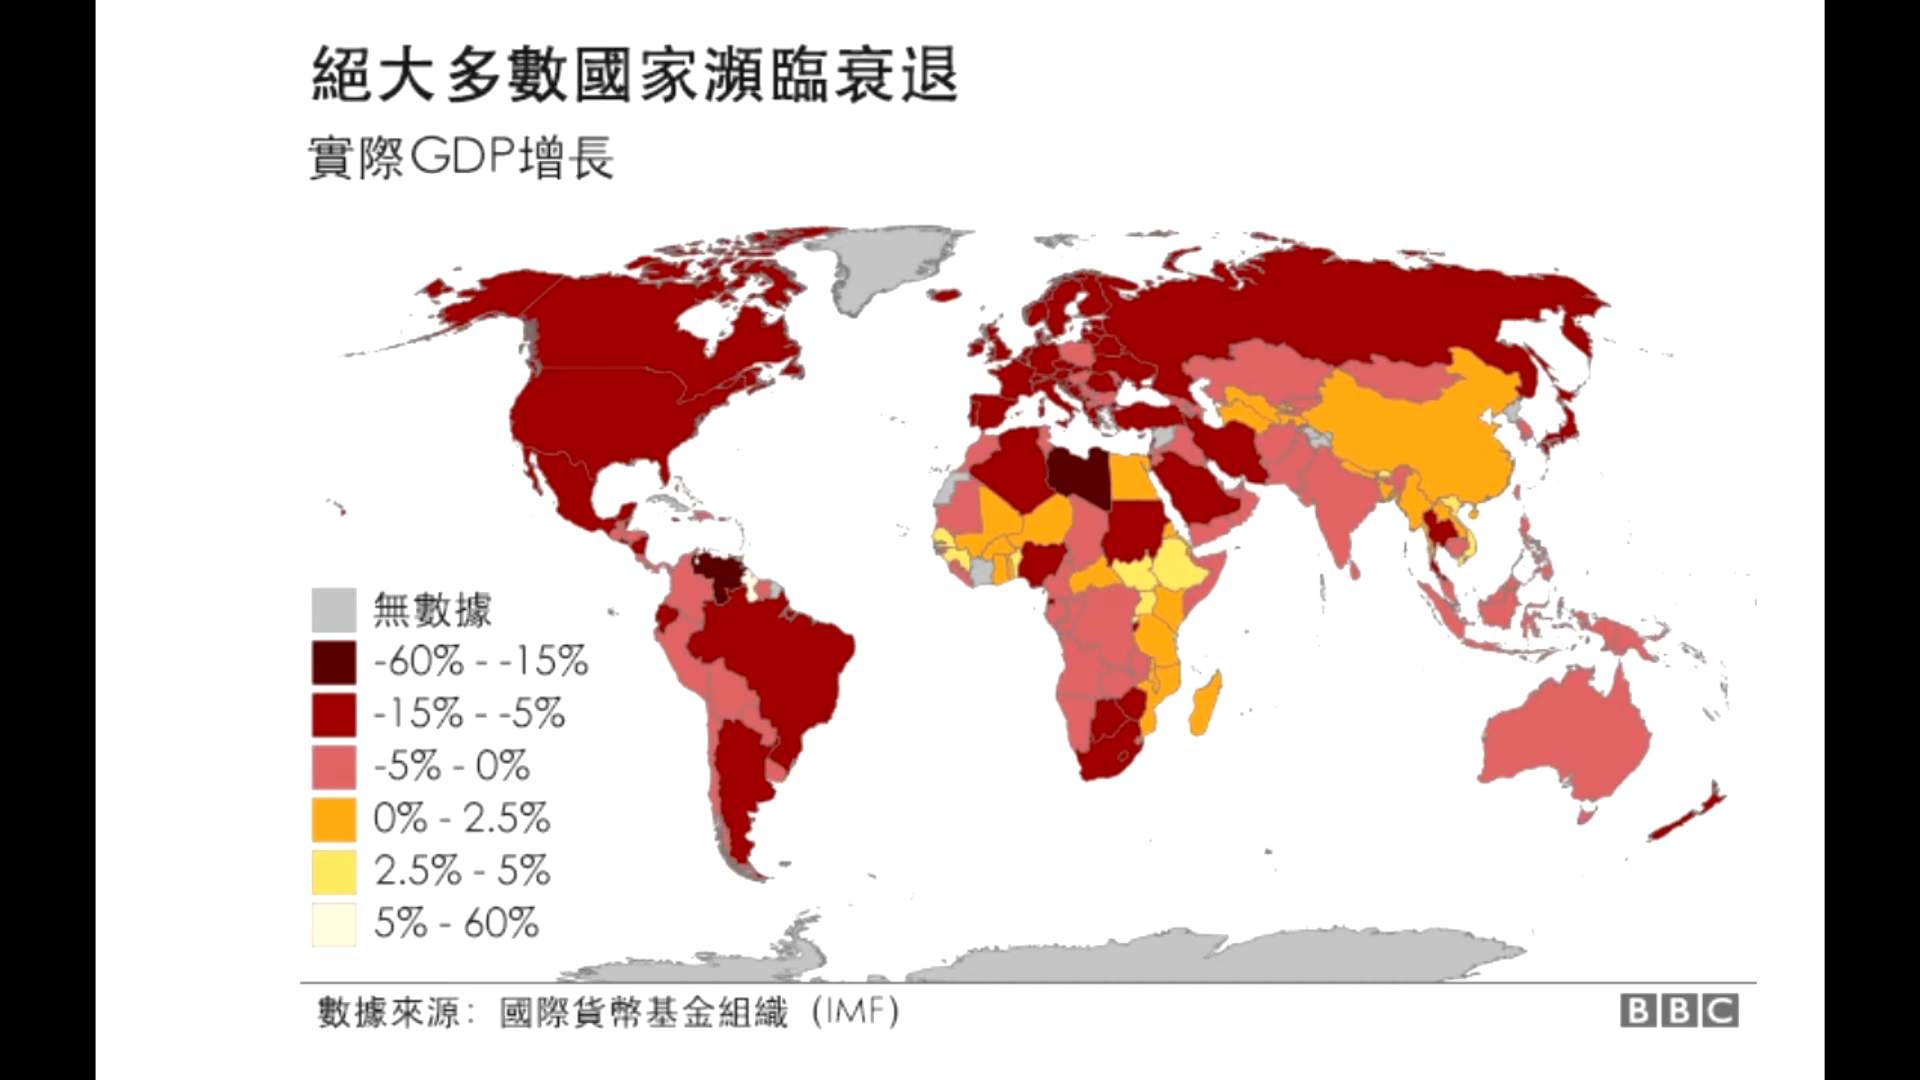 絕大多數國家瀕臨衰退
實際GDP增長
無數據
-60% - -15%
-15% - -5%
-5% - 0%
0% - 2.5%
2.5% - 5%
5% - 60%
數據來源：國際貨幣基金組織（IMF）
BBC